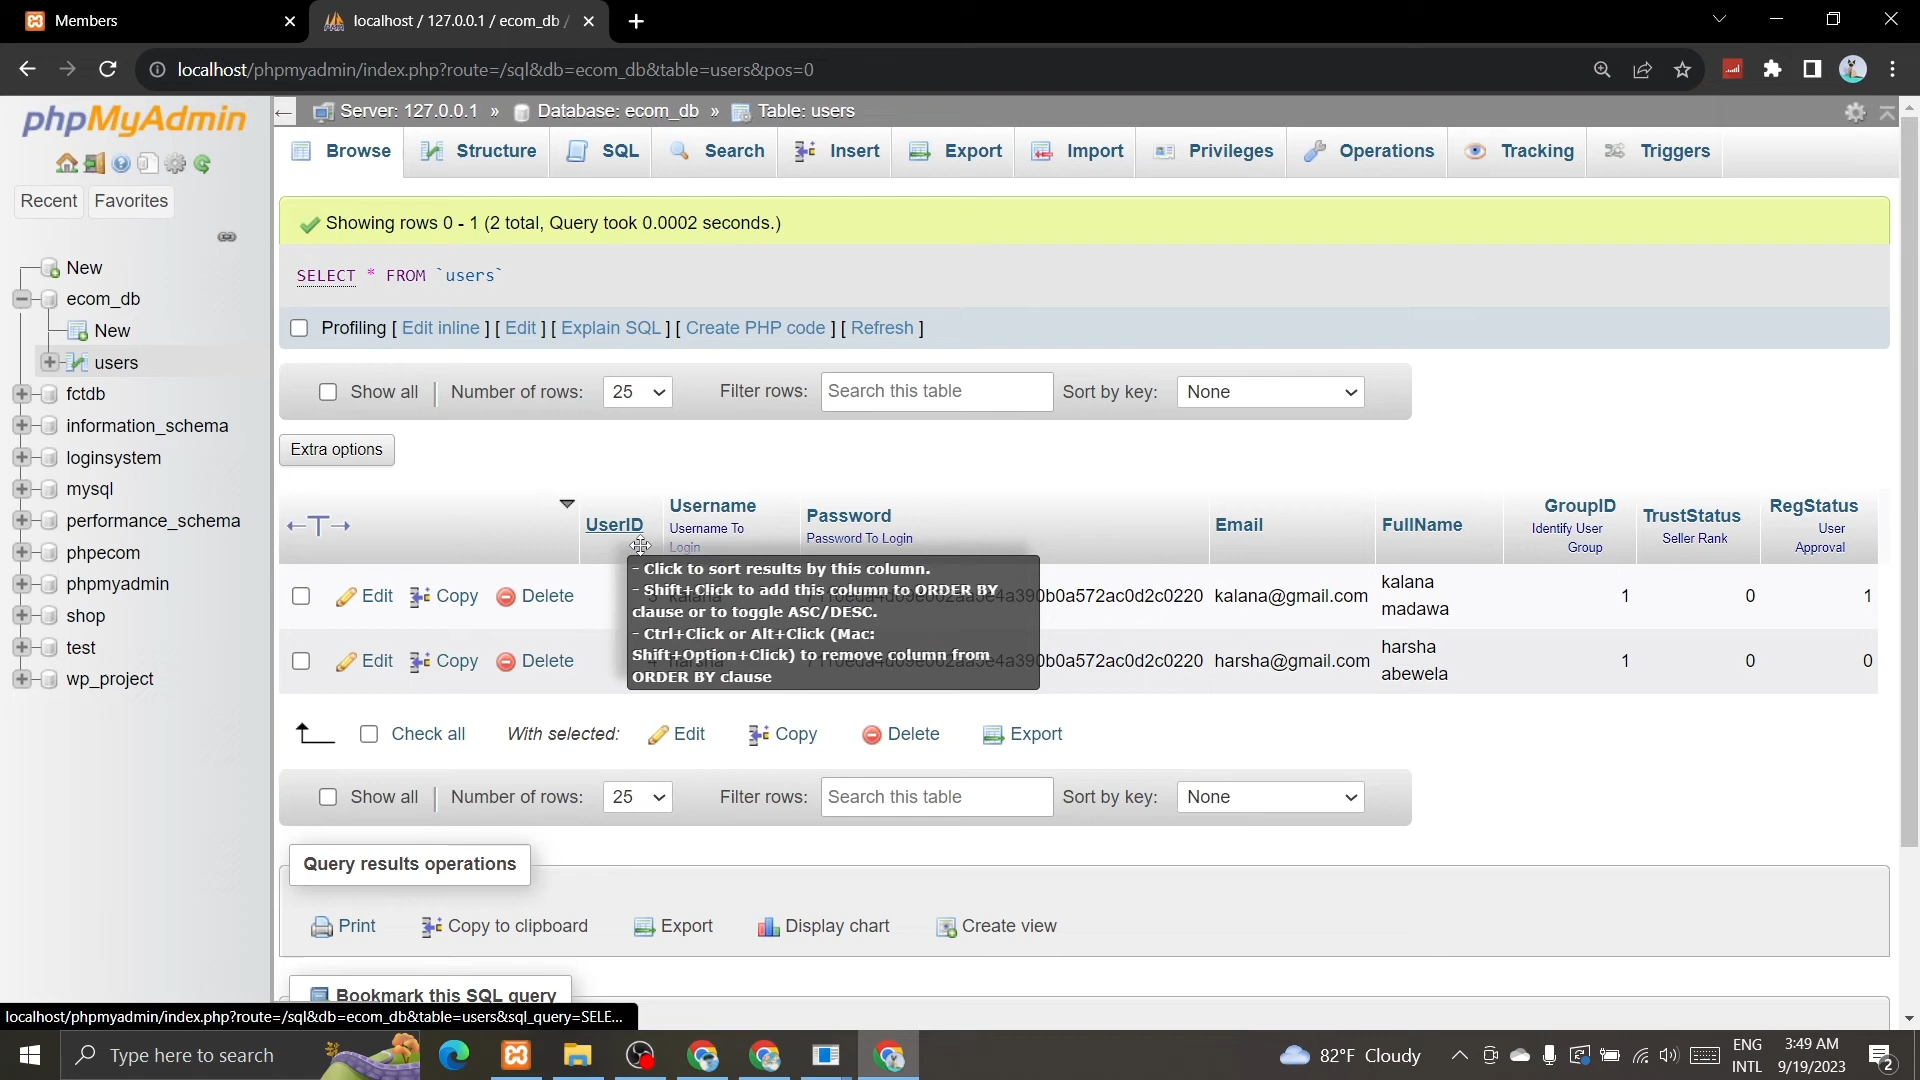 Members
localhost / 127.0.0.1 / ecom_db /
localhost/phpmyadmin/index.php?route=/sql&db=ecom_db&table=users&pos=0
phpMyAdmin
Recent Favorites
New
ecom_db
New
users
fctdb
information_schema
loginsystem
mysql
performance_schema
phpecom
phpmyadmin
shop
test
wp_project
Server: 127.0.0.1 » Database: ecom_db » Table: users
Browse Structure SQL Search Insert Export Import Privileges Operations Tracking Triggers
Showing rows 0 - 1 (2 total, Query took 0.0002 seconds.)
SELECT * FROM `users`
Profiling [ Edit inline ] [ Edit ] [ Explain SQL ] [ Create PHP code ] [ Refresh ]
Show all Number of rows: 25 Filter rows: Search this table Sort by key: None
Extra options
←T→ UserID Username Password Email FullName GroupID TrustStatus RegStatus
Username To Login Password To Login Identify User Group Seller Rank User Approval
Edit Copy Delete kalana@gmail.com kalana madawa 1 0 1
Edit Copy Delete harsha@gmail.com harsha abewela 1 0 0
- Click to sort results by this column.
- Shift+Click to add this column to ORDER BY
clause or to toggle ASC/DESC.
- Ctrl+Click or Alt+Click (Mac:
Shift+Option+Click) to remove column from
ORDER BY clause
Check all With selected: Edit Copy Delete Export
Show all Number of rows: 25 Filter rows: Search this table Sort by key: None
Query results operations
Print Copy to clipboard Export Display chart Create view
Bookmark this SQL query
localhost/phpmyadmin/index.php?route=/sql&db=ecom_db&table=users&sql_query=SELE...
Type here to search
82°F Cloudy
ENG
INTL
3:49 AM
9/19/2023
2